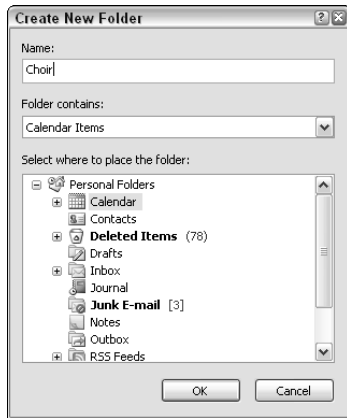 Create New Folder
Name:
Choir
Folder contains:
Calendar Items
Select where to place the folder:
Personal Folders
Calendar
Contacts
Deleted Items (78)
Drafts
Inbox
Journal
Junk E-mail [3]
Notes
Outbox
RSS Feeds
OK Cancel